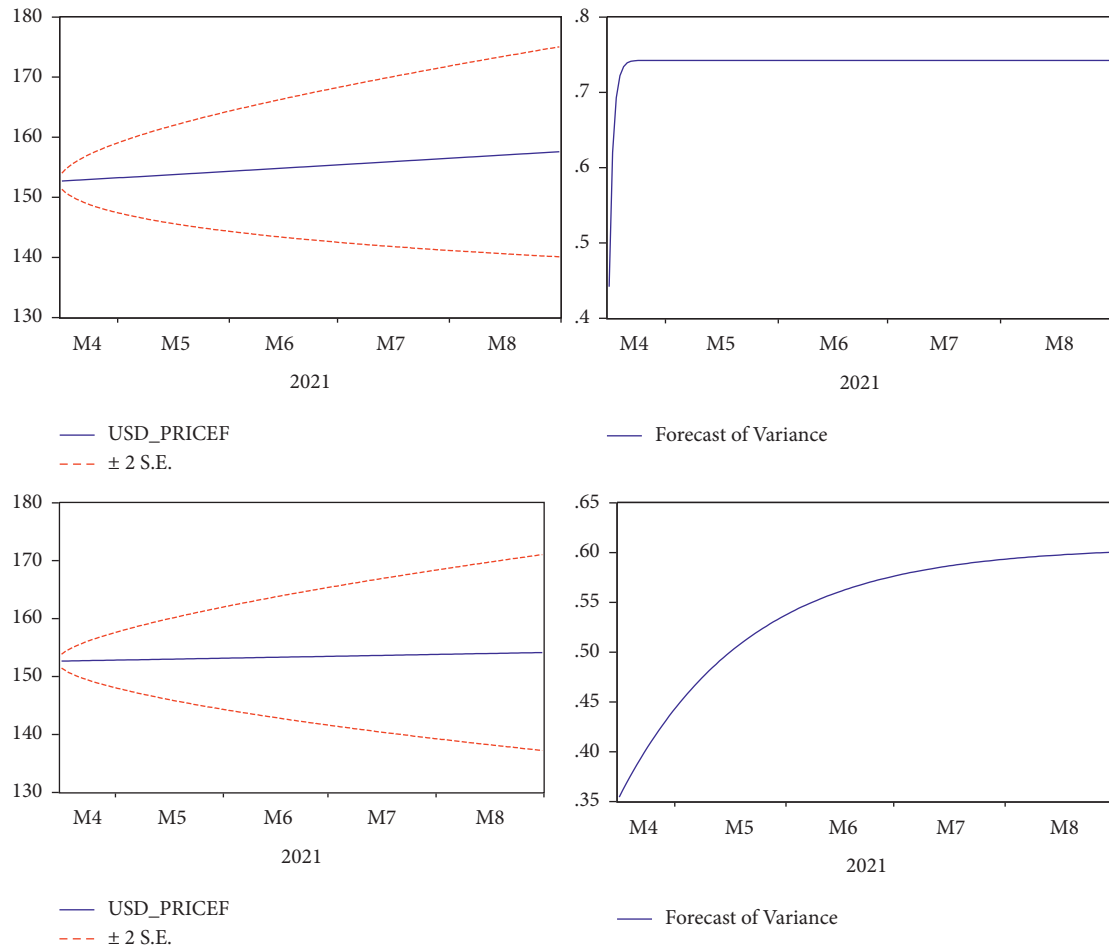 180
170
160
150
140
130
M4 M5 M6 M7 M8
2021
USD_PRICEF
± 2 S.E.
.8
.7
.6
.5
.4
M4 M5 M6 M7 M8
2021
Forecast of Variance
180
170
160
150
140
130
M4 M5 M6 M7 M8
2021
USD_PRICEF
± 2 S.E.
.65
.60
.55
.50
.45
.40
.35
M4 M5 M6 M7 M8
2021
Forecast of Variance